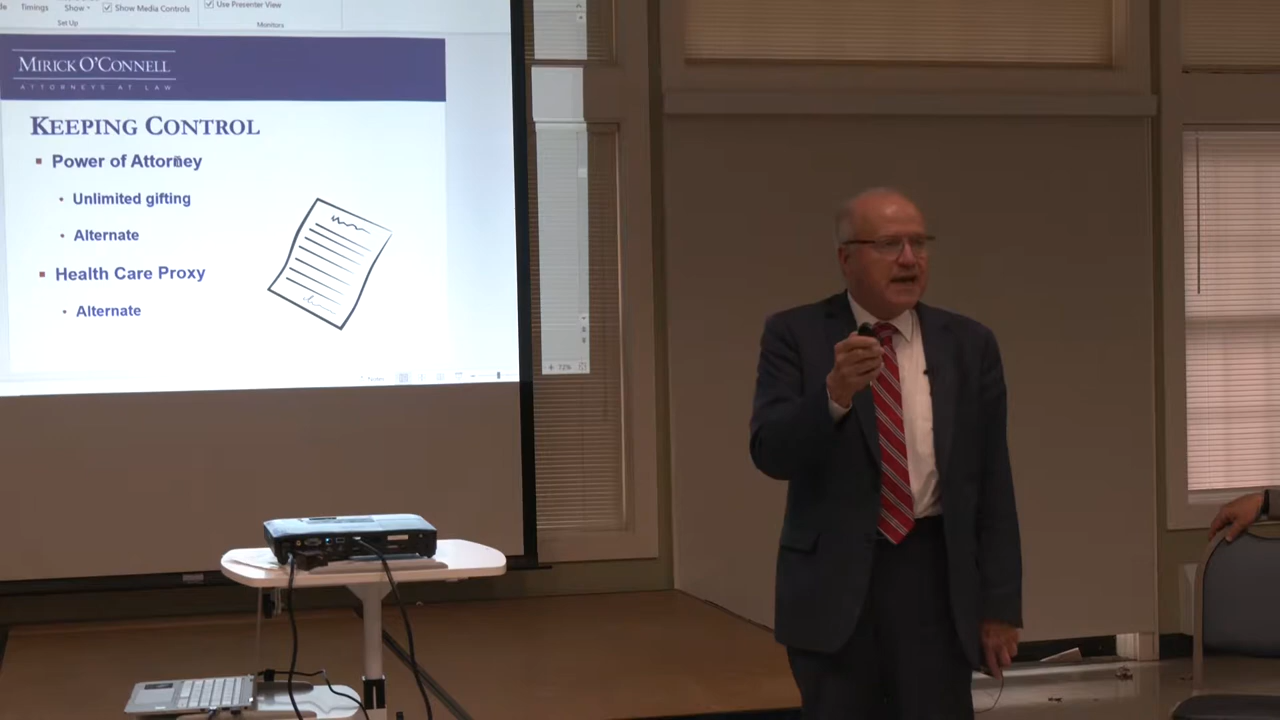 Timings
Show
Show Media Controls
Use Presenter View
Set Up
Monitors
MIRICK O'CONNELL
ATTORNEYS AT LAW
KEEPING CONTROL
Power of Attorney
Unlimited gifting
Alternate
Health Care Proxy
Alternate
72%